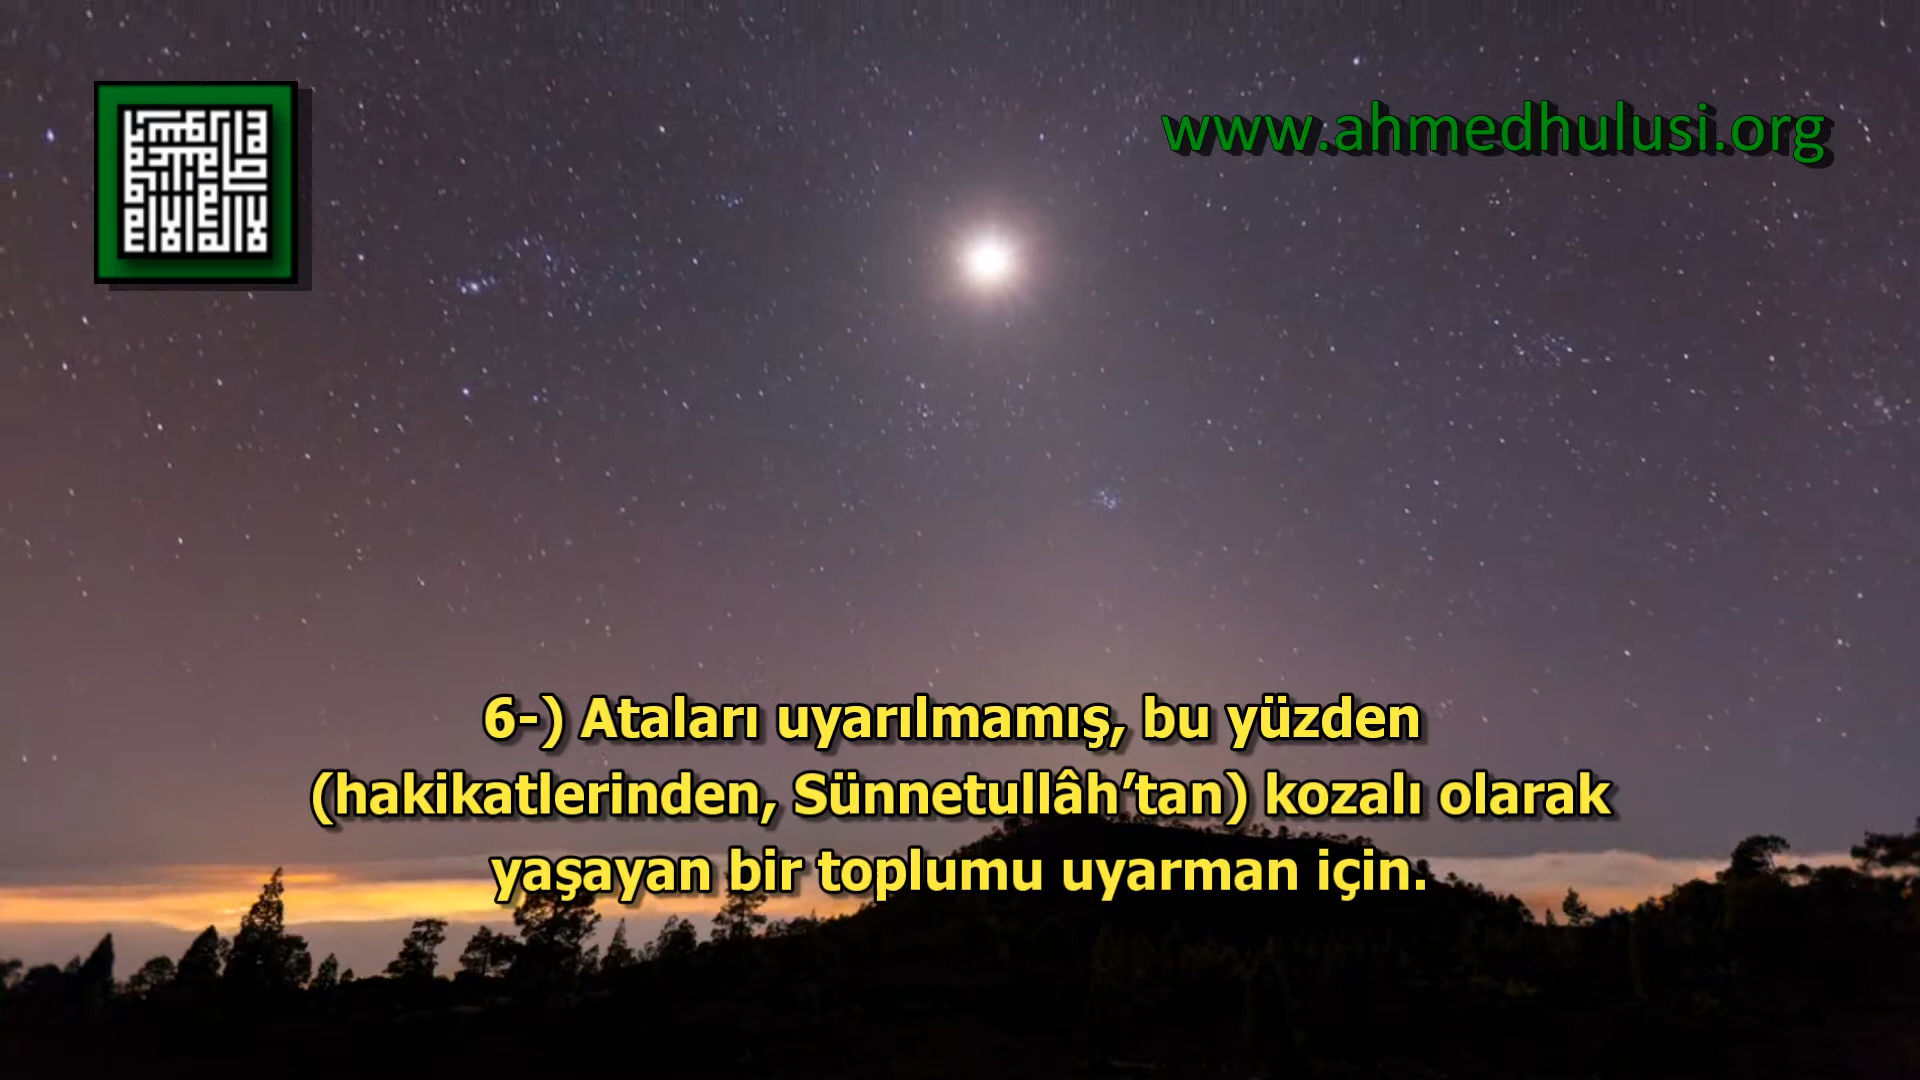 www.ahmedhulusi.org
6-) Ataları uyarılmamış, bu yüzden
(hakikatlerinden, Sünnetullâh’tan) kozalı olarak
yaşayan bir toplumu uyarman için.